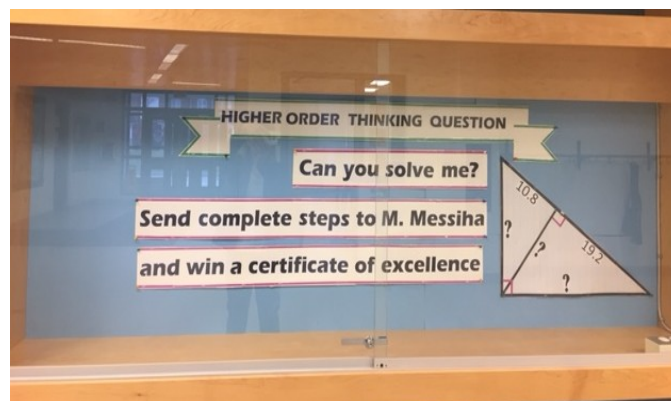 HIGHER ORDER THINKING QUESTION
Can you solve me?
Send complete steps to M. Messiha
and win a certificate of excellence
10.8
?
?
19.2
?